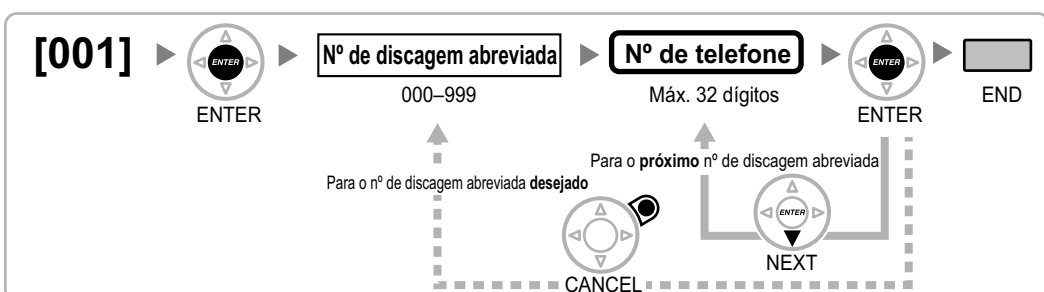 [001]
ENTER
ENTER
Nº de discagem abreviada
000–999
Nº de telefone
Máx. 32 dígitos
ENTER
ENTER
END
Para o próximo nº de discagem abreviada
Para o nº de discagem abreviada desejado
ENTER
NEXT
CANCEL